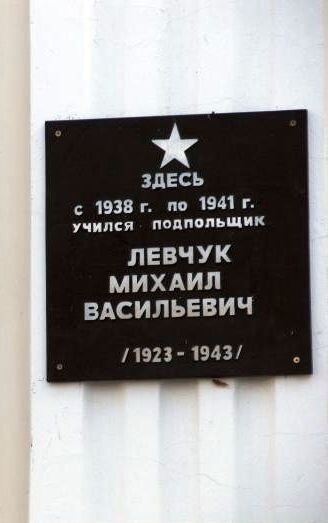 ЗДЕСЬ
с 1938 г. по 1941 г.
учился подпольщик
ЛЕВЧУК
МИХАИЛ
ВАСИЛЬЕВИЧ
/1923-1943/